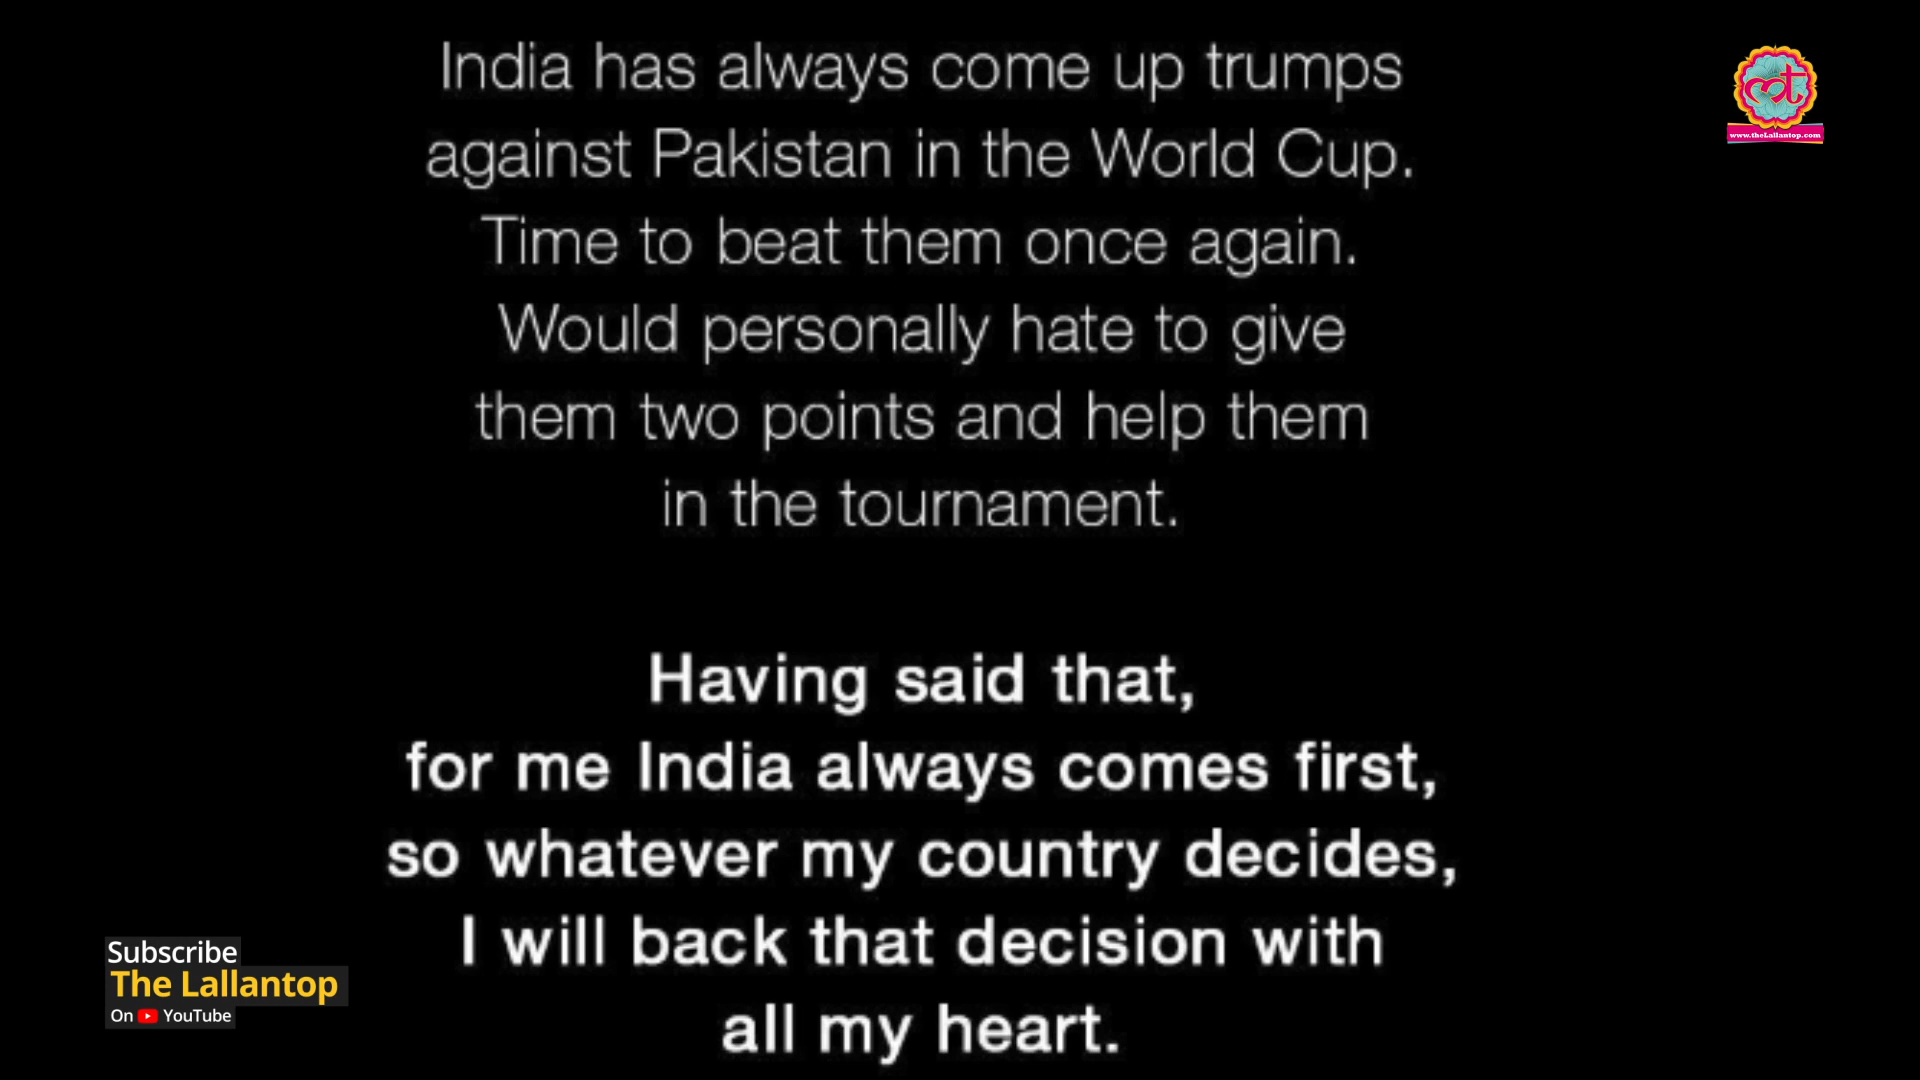 India has always come up trumps
against Pakistan in the World Cup.
Time to beat them once again.
Would personally hate to give
them two points and help them
in the tournament.
Having said that,
for me India always comes first,
so whatever my country decides,
I will back that decision with
all my heart.
www.theLallantop.com
Subscribe
The Lallantop
On YouTube